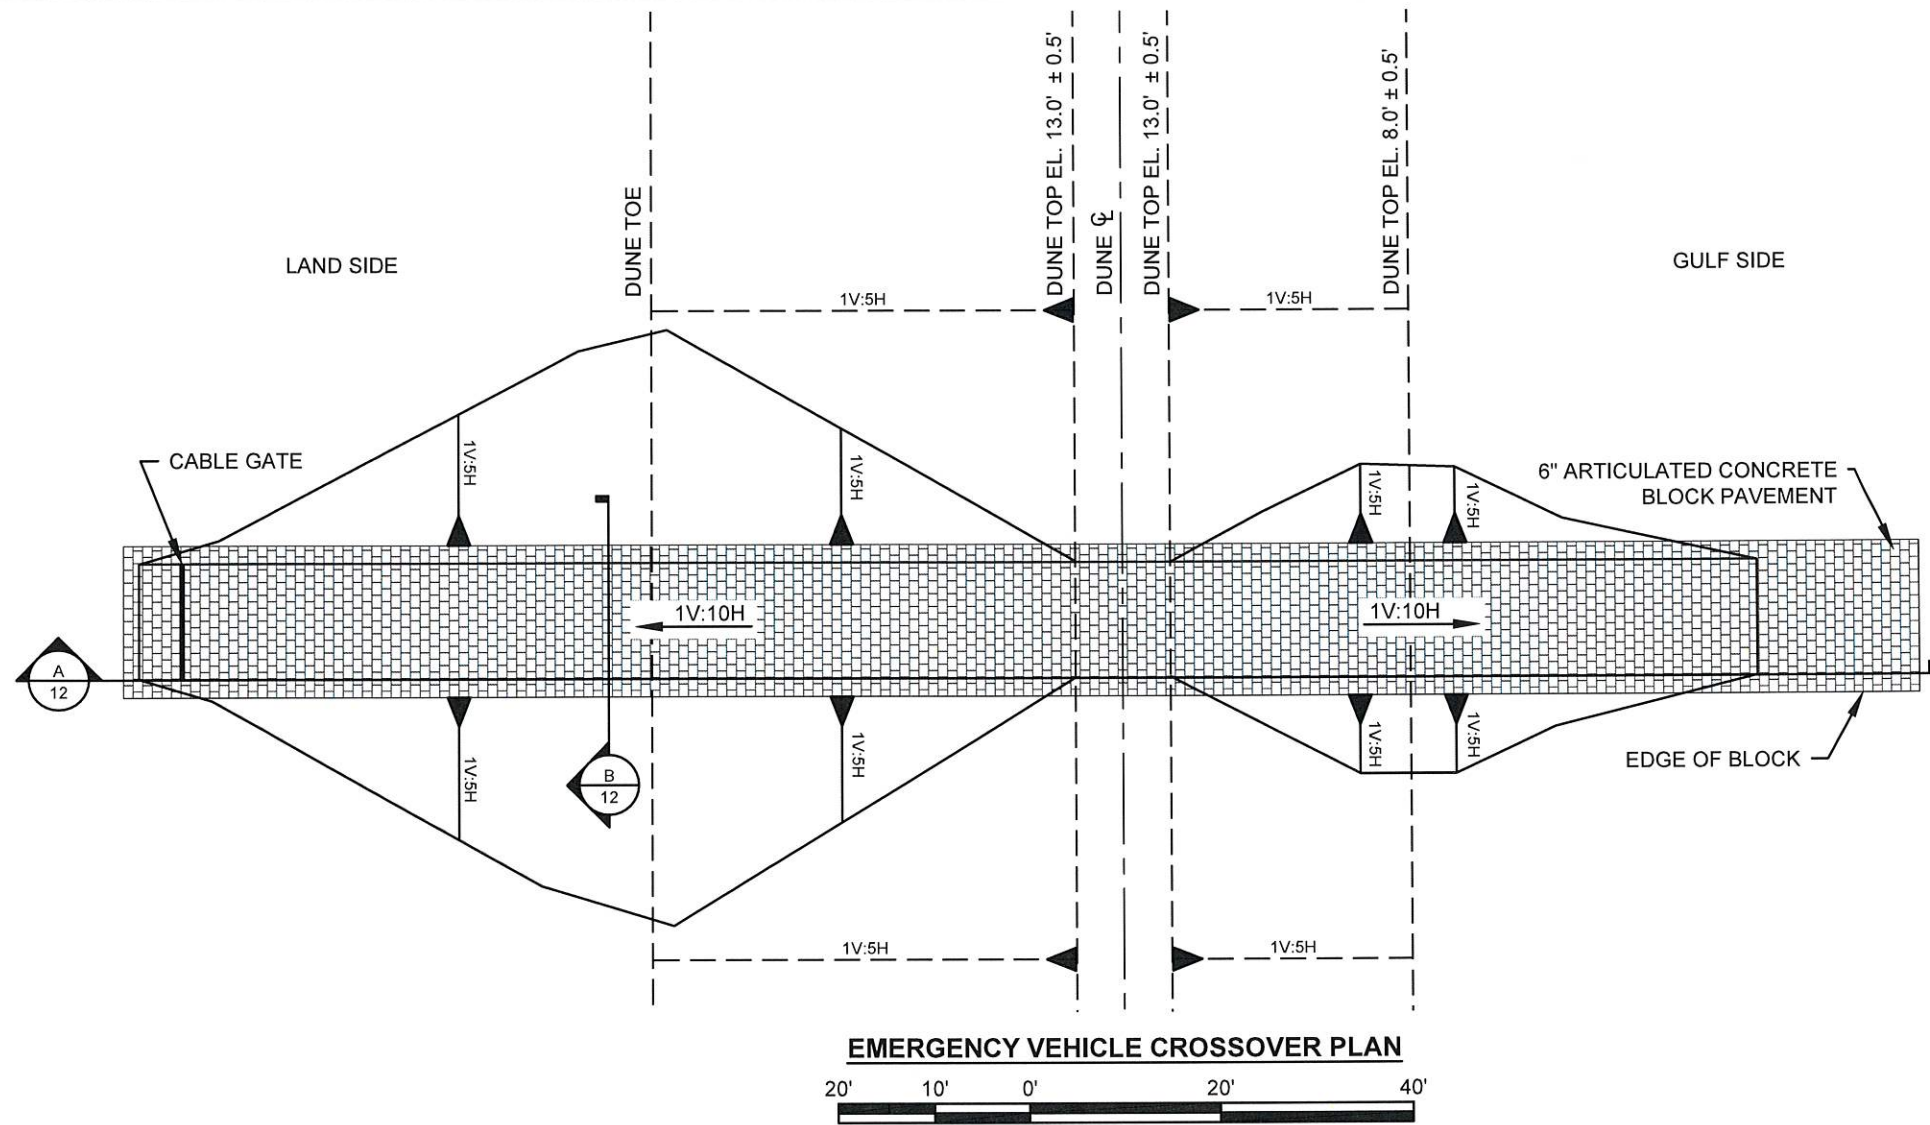 DUNE TOE
DUNE TOP EL. 13.0' ± 0.5'
DUNE ℄
DUNE TOP EL. 13.0' ± 0.5'
DUNE TOP EL. 8.0' ± 0.5'
LAND SIDE
GULF SIDE
1V:5H
1V:5H
CABLE GATE
1V:5H
1V:5H
1V:5H
1V:5H
6" ARTICULATED CONCRETE
BLOCK PAVEMENT
1V:10H
1V:10H
A
12
1V:5H
1V:5H
1V:5H
1V:5H
B
12
EDGE OF BLOCK
1V:5H
1V:5H
EMERGENCY VEHICLE CROSSOVER PLAN
20' 10' 0' 20' 40'